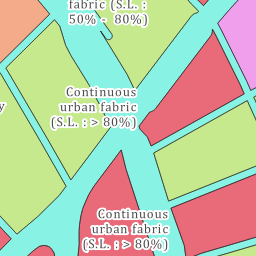 fabric (S.L. :
50% - 80%)
Continuous
urban fabric
(S.L. : > 80%)
y
Continuous
urban fabric
(S.L. : > 80%)